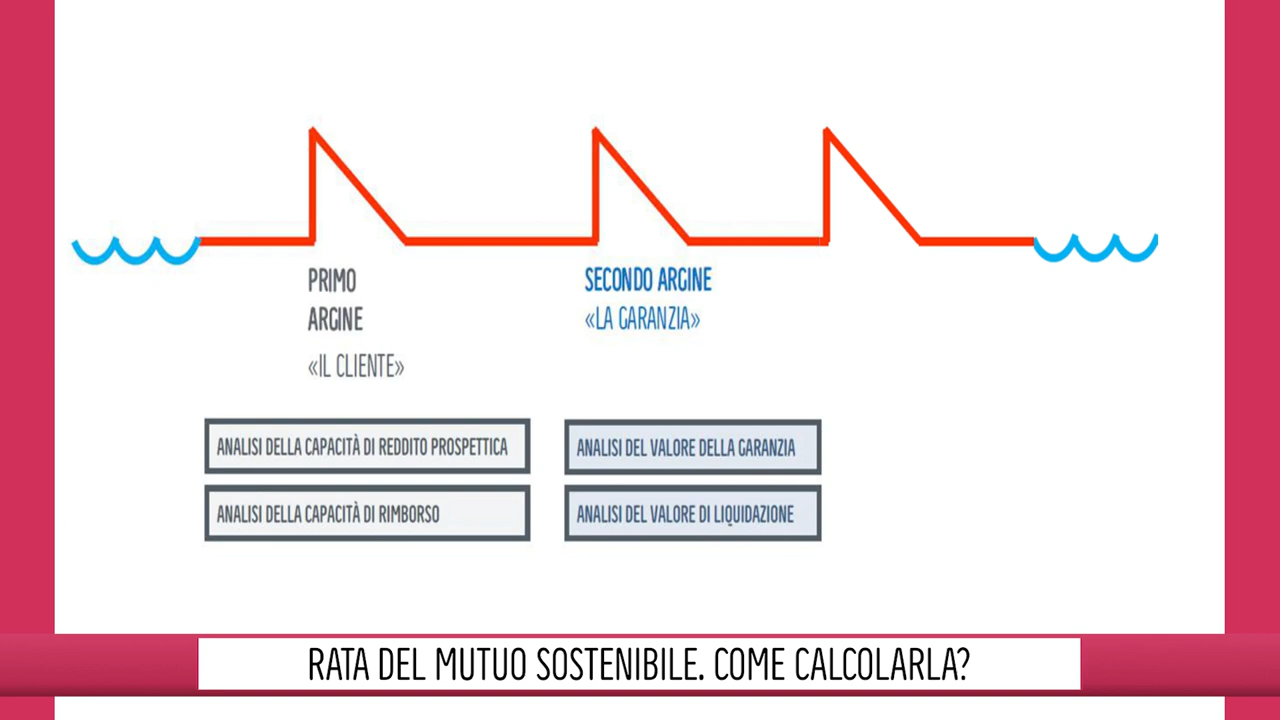 PRIMO
ARGINE
«IL CLIENTE»
SECONDO ARGINE
«LA GARANZIA»
ANALISI DELLA CAPACITÀ DI REDDITO PROSPETTICA
ANALISI DELLA CAPACITÀ DI RIMBORSO
ANALISI DEL VALORE DELLA GARANZIA
ANALISI DEL VALORE DI LIQUIDAZIONE
RATA DEL MUTUO SOSTENIBILE. COME CALCOLARLA?